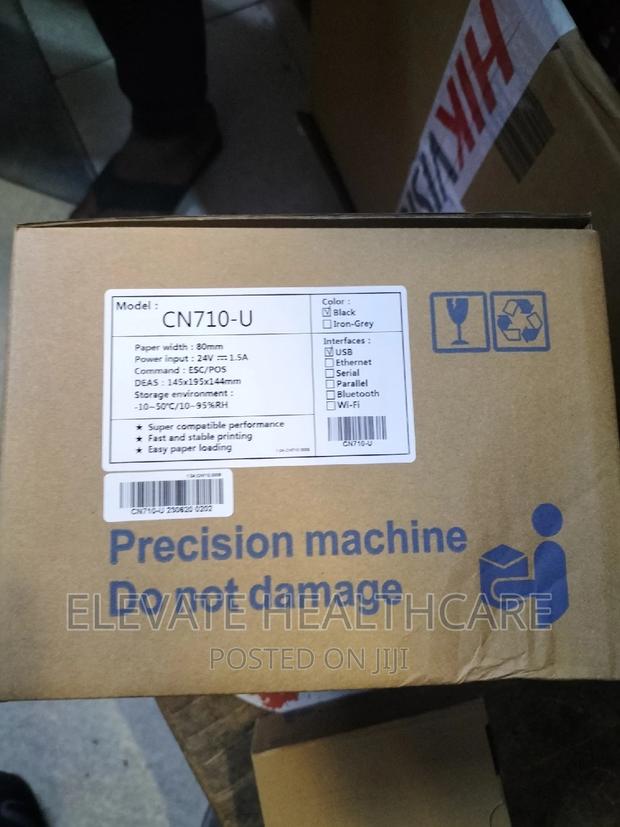 HIKVISI
Model :
CN710-U
Paper width : 80mm
Power input : 24V ⎓ 1.5A
Command : ESC/POS
DEAS : 145x195x144mm
Storage environment :
-10~50℃/10~95%RH
★ Super compatible performance
★ Fast and stable printing
★ Easy paper loading
Color :
☑ Black
☐ Iron-Grey
Interfaces :
☑ USB
☐ Ethernet
☐ Serial
☐ Parallel
☐ Bluetooth
☐ Wi-Fi
CN710-U
CN710-U 230620 0202
Precision machine
Do not damage
ELEVATE HEALTHCARE
POSTED ON JIJI